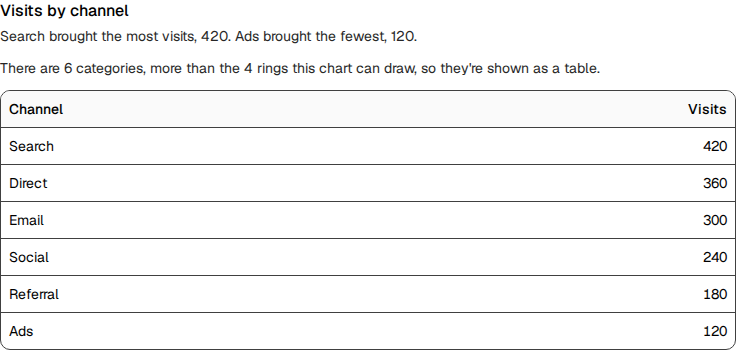 Visits by channel
Search brought the most visits, 420. Ads brought the fewest, 120.
There are 6 categories, more than the 4 rings this chart can draw, so they're shown as a table.
Channel Visits
Search 420
Direct 360
Email 300
Social 240
Referral 180
Ads 120